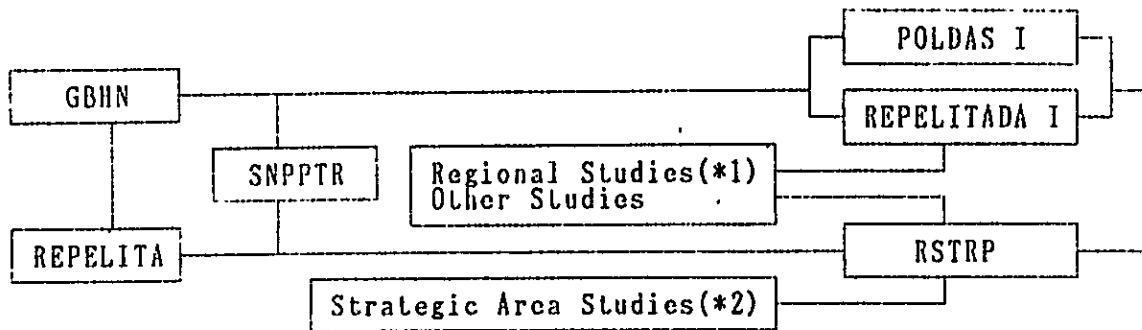 POLDAS I
GBHN
REPELITADA I
SNPPTR
Regional Studies(*1)
Other Studies
REPELITA
RSTRP
Strategic Area Studies(*2)